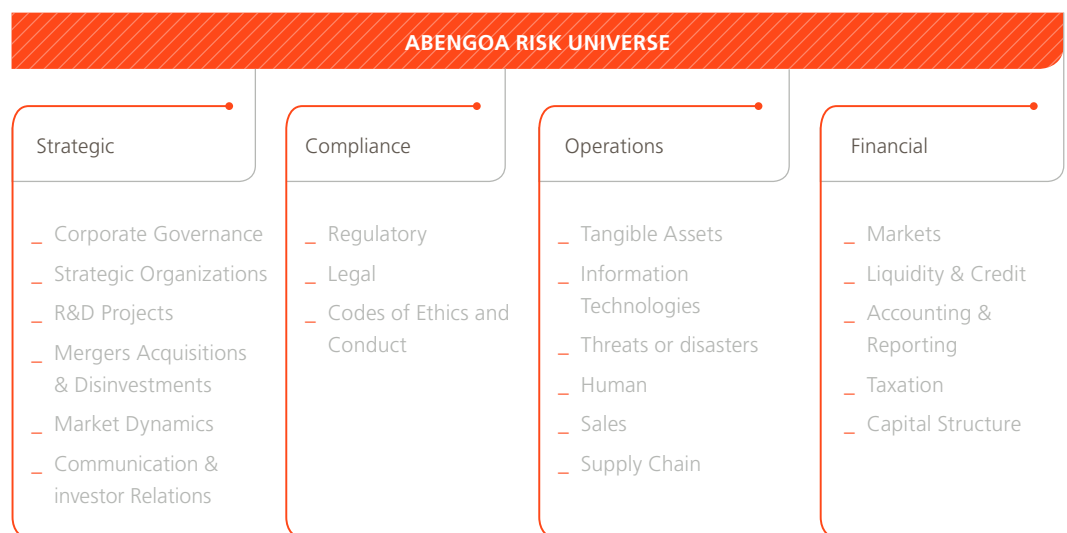 ABENGOA RISK UNIVERSE
Strategic
_ Corporate Governance
_ Strategic Organizations
_ R&D Projects
_ Mergers Acquisitions
& Disinvestments
_ Market Dynamics
_ Communication &
investor Relations
Compliance
_ Regulatory
_ Legal
_ Codes of Ethics and
Conduct
Operations
_ Tangible Assets
_ Information
Technologies
_ Threats or disasters
_ Human
_ Sales
_ Supply Chain
Financial
_ Markets
_ Liquidity & Credit
_ Accounting &
Reporting
_ Taxation
_ Capital Structure